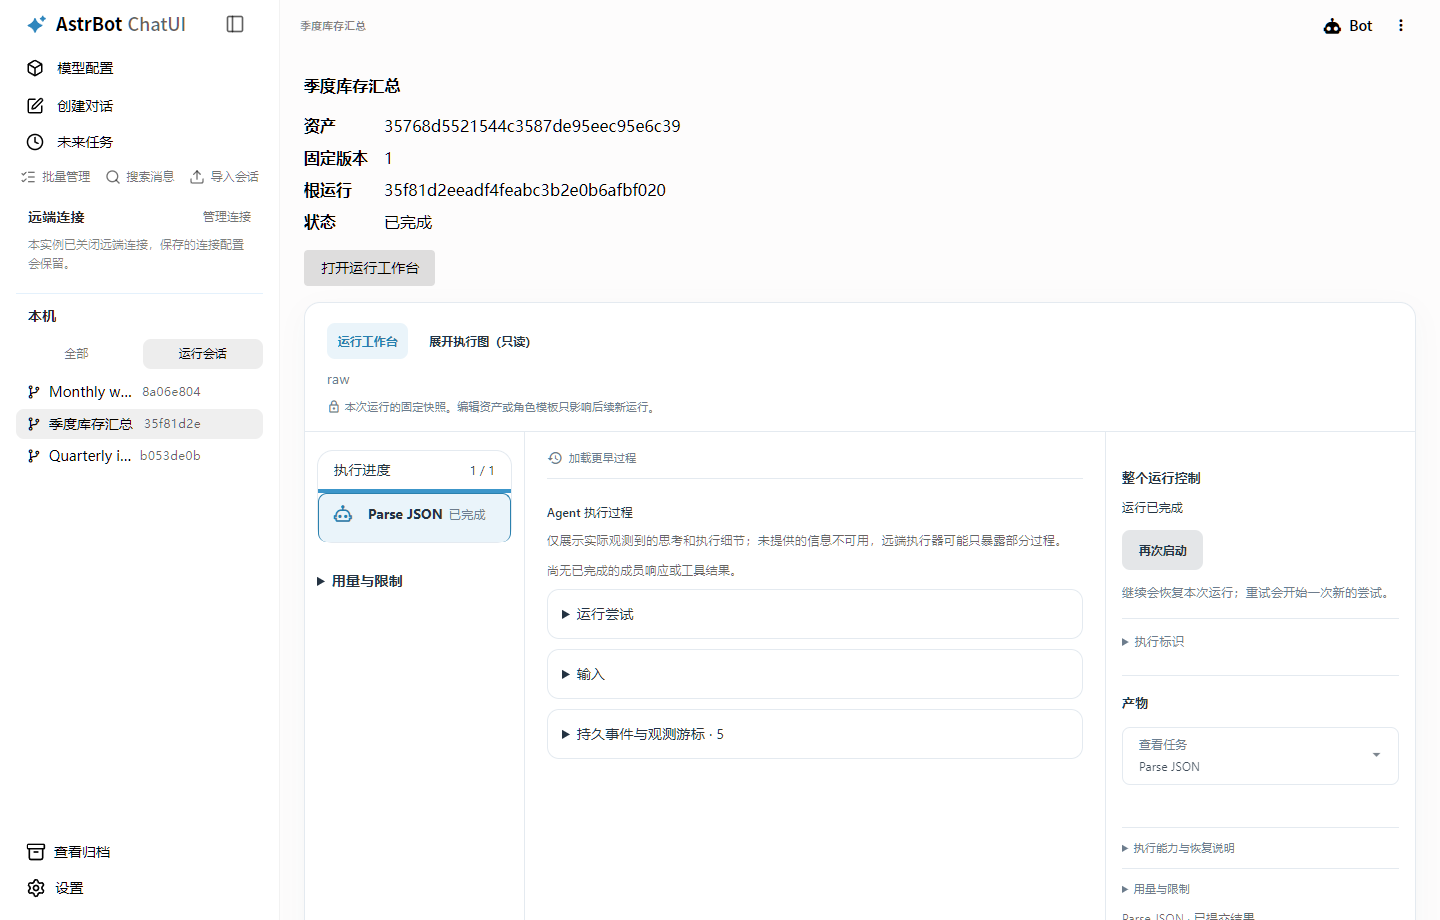 AstrBot ChatUI
模型配置
创建对话
未来任务
批量管理 搜索消息 导入会话
远端连接 管理连接
本实例已关闭远端连接，保存的连接配置
会保留。
本机
全部 运行会话
Monthly w... 8a06e804
季度库存汇总 35f81d2e
Quarterly i... b053de0b
查看归档
设置
季度库存汇总
Bot
季度库存汇总
资产 35768d5521544c3587de95eec95e6c39
固定版本 1
根运行 35f81d2eeadf4feabc3b2e0b6afbf020
状态 已完成
打开运行工作台
运行工作台 展开执行图（只读）
raw
本次运行的固定快照。编辑资产或角色模板只影响后续新运行。
执行进度 1 / 1
Parse JSON 已完成
用量与限制
加载更早过程
Agent 执行过程
仅展示实际观测到的思考和执行细节；未提供的信息不可用，远端执行器可能只暴露部分过程。
尚无已完成的成员响应或工具结果。
运行尝试
输入
持久事件与观测游标 · 5
整个运行控制
运行已完成
再次启动
继续会恢复本次运行；重试会开始一次新的尝试。
执行标识
产物
查看任务
Parse JSON
执行能力与恢复说明
用量与限制
Parse JSON · 已提交结果